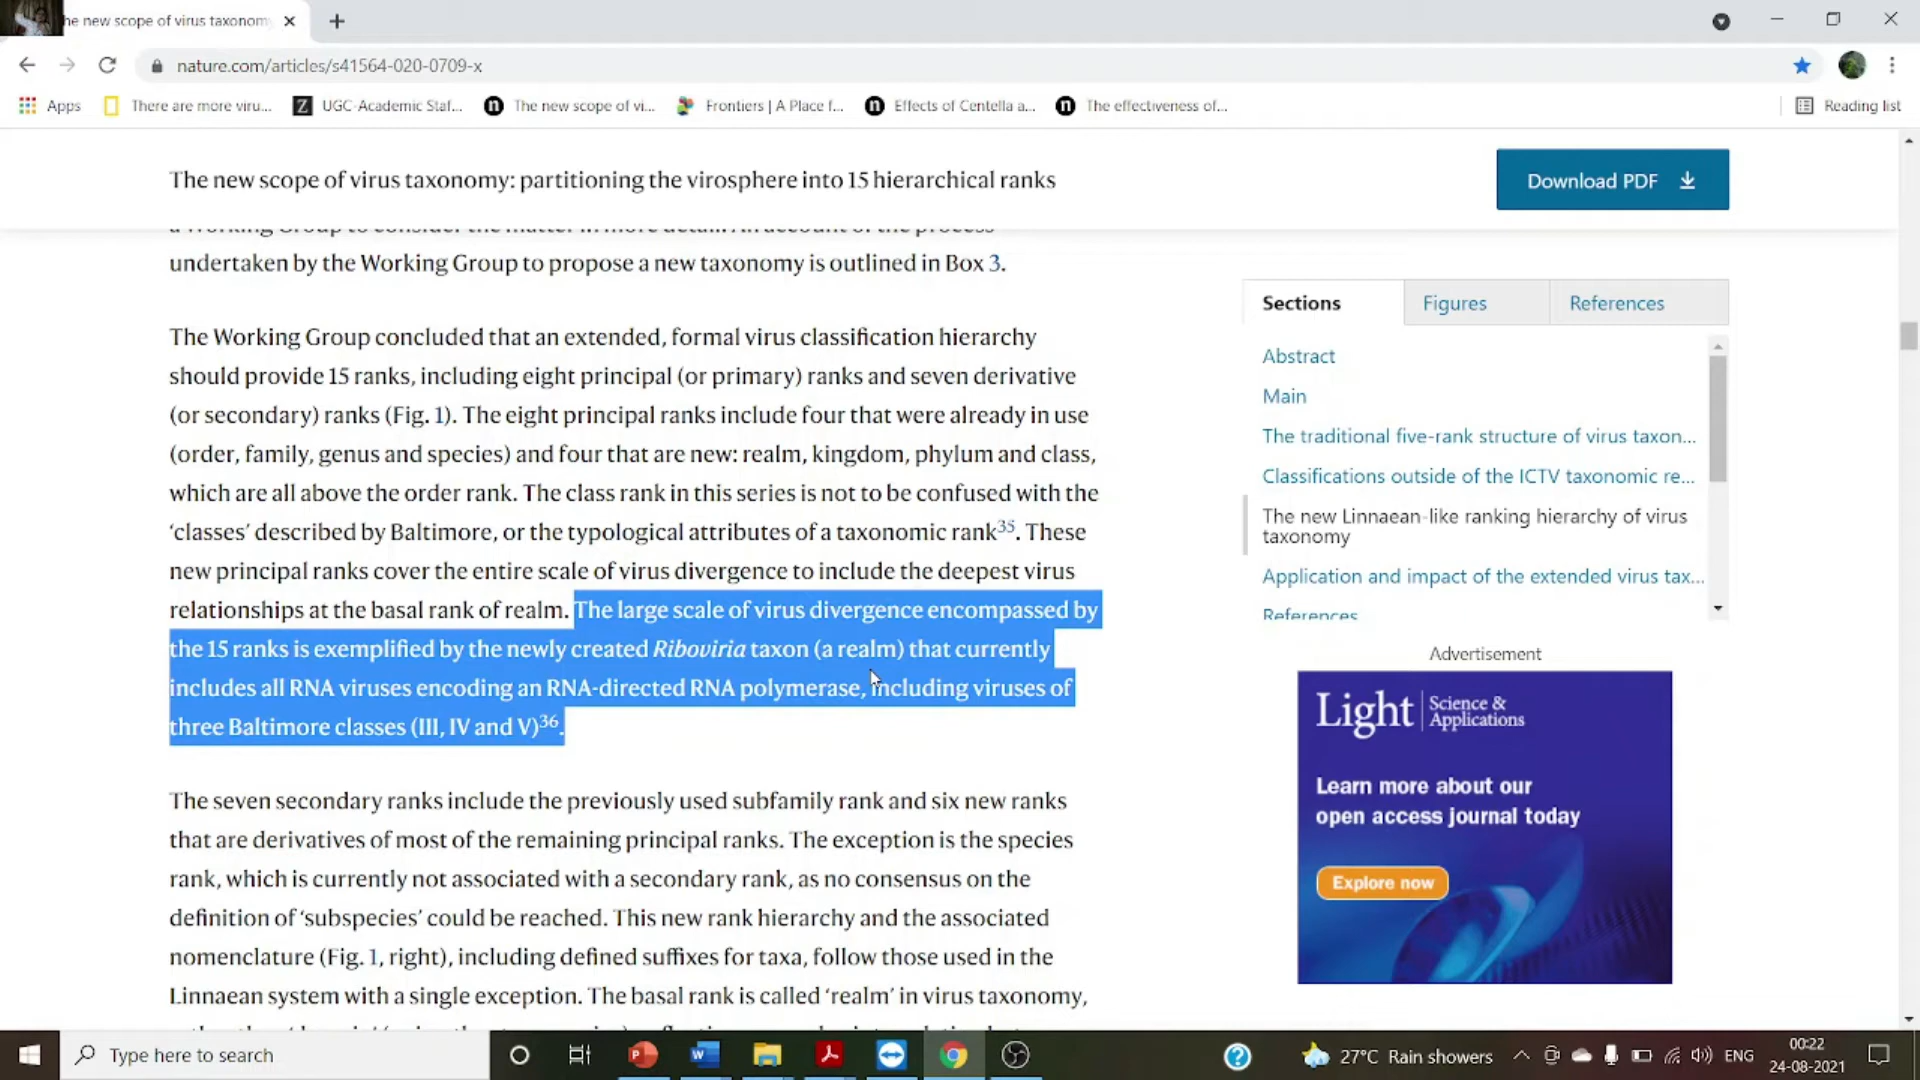 he new scope of virus taxonom
nature.com/articles/s41564-020-0709-x
Apps
There are more viru...
UGC-Academic Staf...
The new scope of vi...
Frontiers | A Place f...
Effects of Centella a...
The effectiveness of...
Reading list
The new scope of virus taxonomy: partitioning the virosphere into 15 hierarchical ranks
Download PDF
a Working Group to consider the matter in more detail. An account of the process
undertaken by the Working Group to propose a new taxonomy is outlined in Box 3.
The Working Group concluded that an extended, formal virus classification hierarchy
should provide 15 ranks, including eight principal (or primary) ranks and seven derivative
(or secondary) ranks (Fig. 1). The eight principal ranks include four that were already in use
(order, family, genus and species) and four that are new: realm, kingdom, phylum and class,
which are all above the order rank. The class rank in this series is not to be confused with the
‘classes’ described by Baltimore, or the typological attributes of a taxonomic rank35. These
new principal ranks cover the entire scale of virus divergence to include the deepest virus
relationships at the basal rank of realm. The large scale of virus divergence encompassed by
the 15 ranks is exemplified by the newly created Riboviria taxon (a realm) that currently
includes all RNA viruses encoding an RNA-directed RNA polymerase, including viruses of
three Baltimore classes (III, IV and V)36.
The seven secondary ranks include the previously used subfamily rank and six new ranks
that are derivatives of most of the remaining principal ranks. The exception is the species
rank, which is currently not associated with a secondary rank, as no consensus on the
definition of ‘subspecies’ could be reached. This new rank hierarchy and the associated
nomenclature (Fig. 1, right), including defined suffixes for taxa, follow those used in the
Linnaean system with a single exception. The basal rank is called ‘realm’ in virus taxonomy,
Sections
Figures
References
Abstract
Main
The traditional five-rank structure of virus taxon...
Classifications outside of the ICTV taxonomic re...
The new Linnaean-like ranking hierarchy of virus
taxonomy
Application and impact of the extended virus tax...
References
Advertisement
Light Science &
Applications
Learn more about our
open access journal today
Explore now
Type here to search
27°C Rain showers
ENG
00:22
24-08-2021